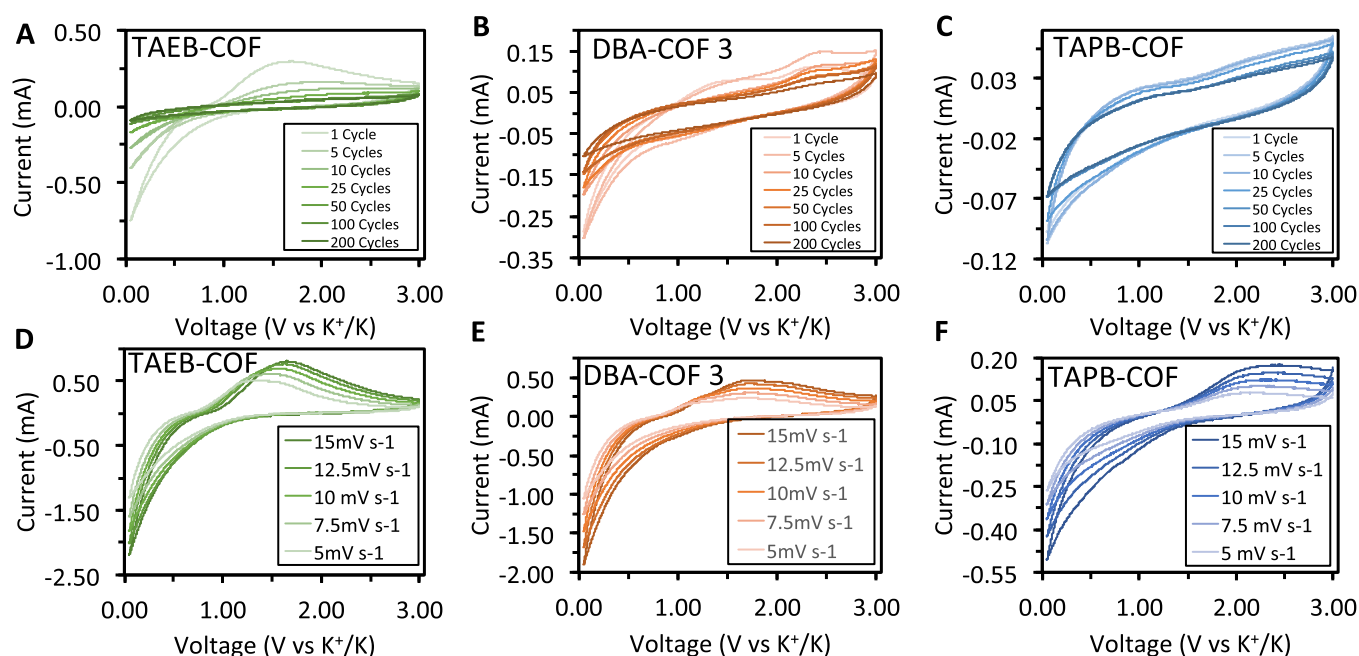 A
TAEB-COF
0.50
0.00
-0.50
-1.00
Current (mA)
1 Cycle
5 Cycles
10 Cycles
25 Cycles
50 Cycles
100 Cycles
200 Cycles
0.00 1.00 2.00 3.00
Voltage (V vs K⁺/K)
B
DBA-COF 3
0.15
0.05
-0.05
-0.15
-0.25
-0.35
Current (mA)
1 Cycle
5 Cycles
10 Cycles
25 Cycles
50 Cycles
100 Cycles
200 Cycles
0.00 1.00 2.00 3.00
Voltage (V vs K⁺/K)
C
TAPB-COF
0.03
-0.02
-0.07
-0.12
Current (mA)
1 Cycle
5 Cycles
10 Cycles
25 Cycles
50 Cycles
100 Cycles
200 Cycles
0.00 1.00 2.00 3.00
Voltage (V vs K⁺/K)
D
TAEB-COF
0.50
-0.50
-1.50
-2.50
Current (mA)
15mV s-1
12.5mV s-1
10 mV s-1
7.5mV s-1
5mV s-1
0.00 1.00 2.00 3.00
Voltage (V vs K⁺/K)
E
DBA-COF 3
0.50
0.00
-0.50
-1.00
-1.50
-2.00
Current (mA)
15mV s-1
12.5mV s-1
10mV s-1
7.5mV s-1
5mV s-1
0.00 1.00 2.00 3.00
Voltage (V vs K⁺/K)
F
TAPB-COF
0.20
0.05
-0.10
-0.25
-0.40
-0.55
Current (mA)
15 mV s-1
12.5 mV s-1
10 mV s-1
7.5 mV s-1
5 mV s-1
0.00 1.00 2.00 3.00
Voltage (V vs K⁺/K)